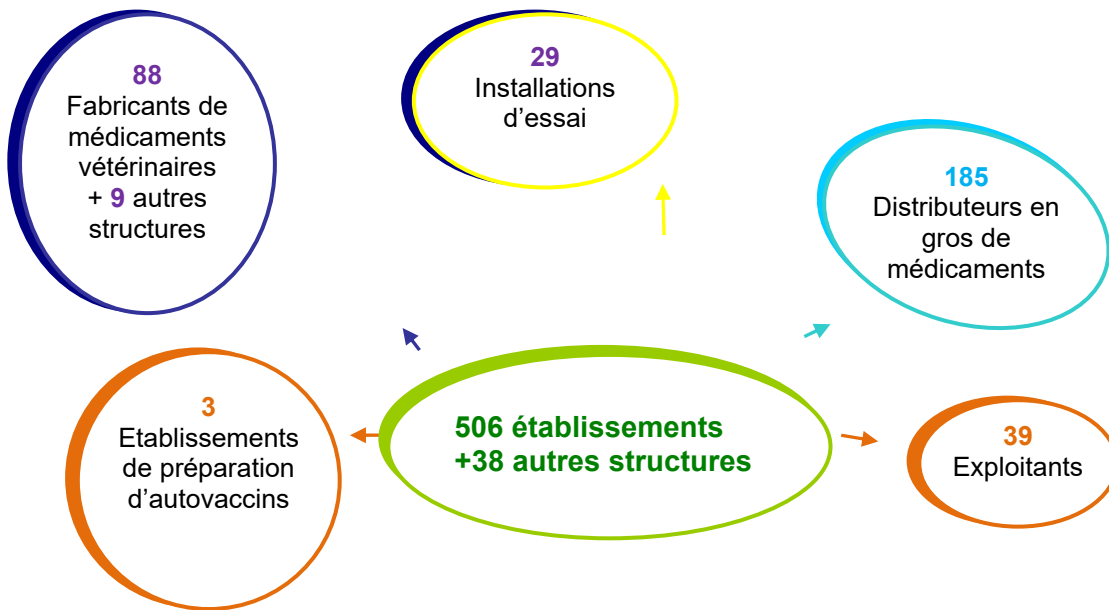 88
Fabricants de
médicaments
vétérinaires
+ 9 autres
structures
29
Installations
d’essai
185
Distributeurs en
gros de
médicaments
3
Etablissements
de préparation
d’autovaccins
506 établissements
+38 autres structures
39
Exploitants